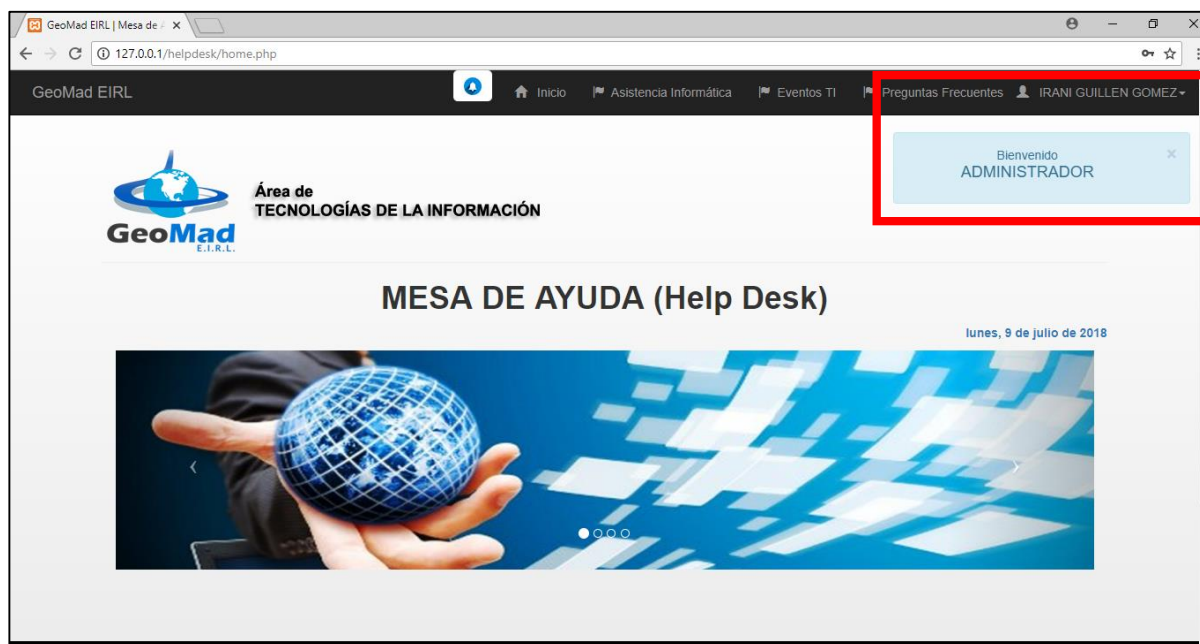 GeoMad EIRL | Mesa de A
127.0.0.1/helpdesk/home.php
GeoMad EIRL Inicio Asistencia Informática Eventos TI Preguntas Frecuentes IRANI GUILLEN GOMEZ
Bienvenido
ADMINISTRADOR
Área de
TECNOLOGÍAS DE LA INFORMACIÓN
GeoMad
E.I.R.L.
MESA DE AYUDA (Help Desk)
lunes, 9 de julio de 2018